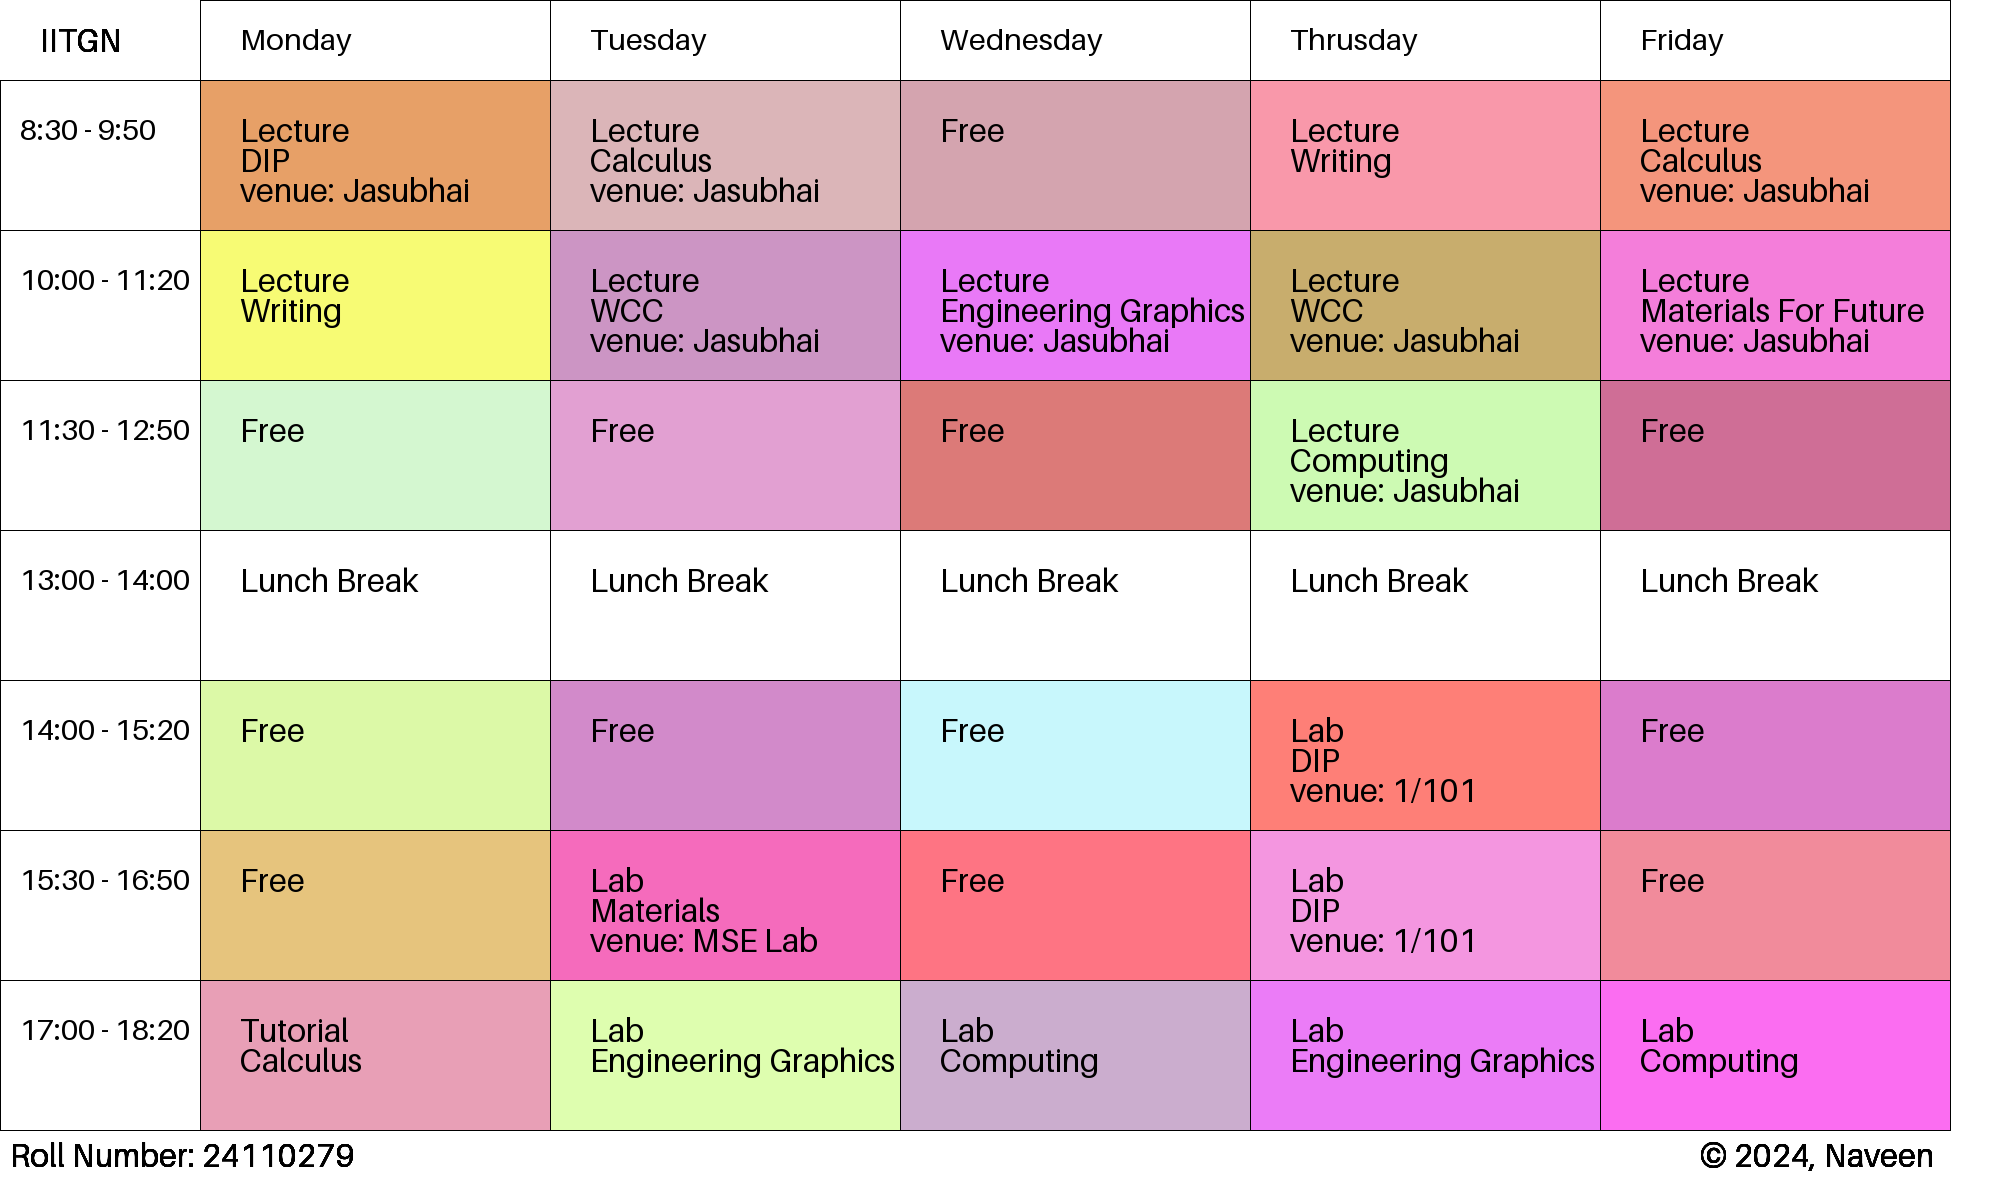 IITGN Monday Tuesday Wednesday Thrusday Friday
8:30 - 9:50
Lecture
DIP
venue: Jasubhai
Lecture
Calculus
venue: Jasubhai
Free
Lecture
Writing
Lecture
Calculus
venue: Jasubhai
10:00 - 11:20
Lecture
Writing
Lecture
WCC
venue: Jasubhai
Lecture
Engineering Graphics
venue: Jasubhai
Lecture
WCC
venue: Jasubhai
Lecture
Materials For Future
venue: Jasubhai
11:30 - 12:50
Free
Free
Free
Lecture
Computing
venue: Jasubhai
Free
13:00 - 14:00
Lunch Break
Lunch Break
Lunch Break
Lunch Break
Lunch Break
14:00 - 15:20
Free
Free
Free
Lab
DIP
venue: 1/101
Free
15:30 - 16:50
Free
Lab
Materials
venue: MSE Lab
Free
Lab
DIP
venue: 1/101
Free
17:00 - 18:20
Tutorial
Calculus
Lab
Engineering Graphics
Lab
Computing
Lab
Engineering Graphics
Lab
Computing
Roll Number: 24110279
© 2024, Naveen